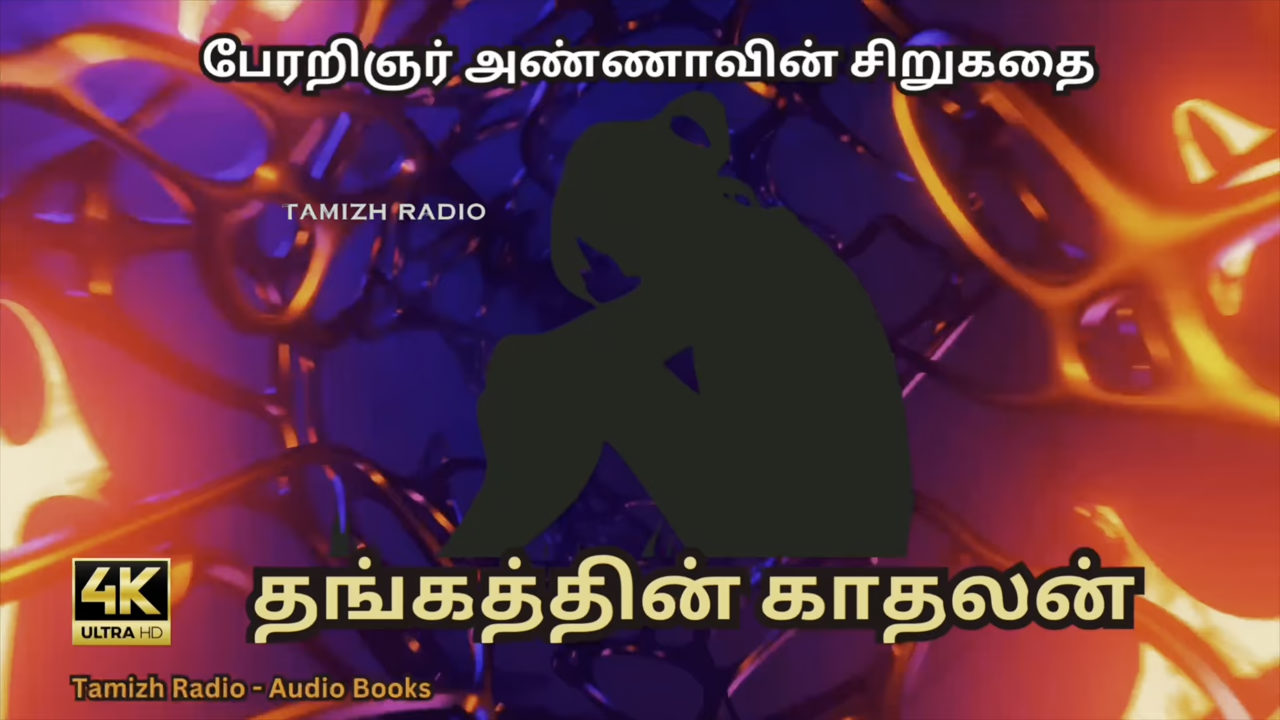 பேரறிஞர் அண்ணாவின் சிறுகதை
TAMIZH RADIO
தங்கத்தின் காதலன்
4K
ULTRA HD
Tamizh Radio - Audio Books